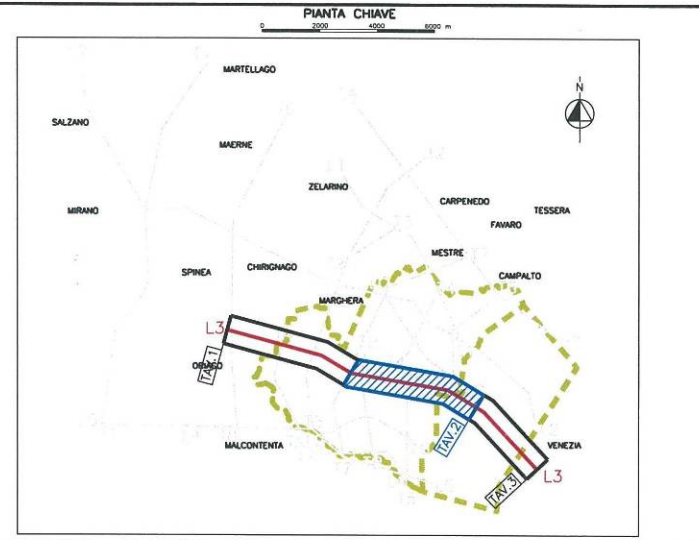 PIANTA CHIAVE
0 2000 4000 6000 m
MARTELLAGO
N
SALZANO
MAERNE
ZELARINO
CARPENEDO
MIRANO
TESSERA
FAVARO
MESTRE
SPINEA
CHIRIGNAGO
CAMPALTO
MARGHERA
L3
TAV.1
TAV.2
MALCONTENTA
VENEZIA
L3
TAV.3